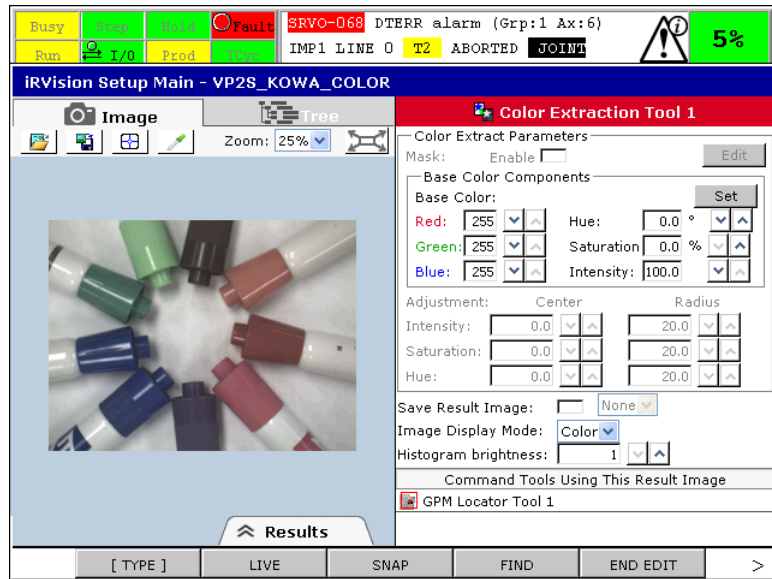 Busy Step Hold Fault SRVO-068 DTERR alarm (Grp:1 Ax:6)
Run I/O Prod TCyc IMP1 LINE 0 T2 ABORTED JOINT
5%
iRVision Setup Main - VP2S_KOWA_COLOR
Image Tree
Zoom: 25%
Color Extraction Tool 1
Color Extract Parameters
Mask: Enable Edit
Base Color Components
Base Color: Set
Red: 255 Hue: 0.0 °
Green: 255 Saturation 0.0 %
Blue: 255 Intensity: 100.0
Adjustment: Center Radius
Intensity: 0.0 20.0
Saturation: 0.0 20.0
Hue: 0.0 20.0
Save Result Image: None
Image Display Mode: Color
Histogram brightness: 1
Command Tools Using This Result Image
GPM Locator Tool 1
Results
[ TYPE ] LIVE SNAP FIND END EDIT >